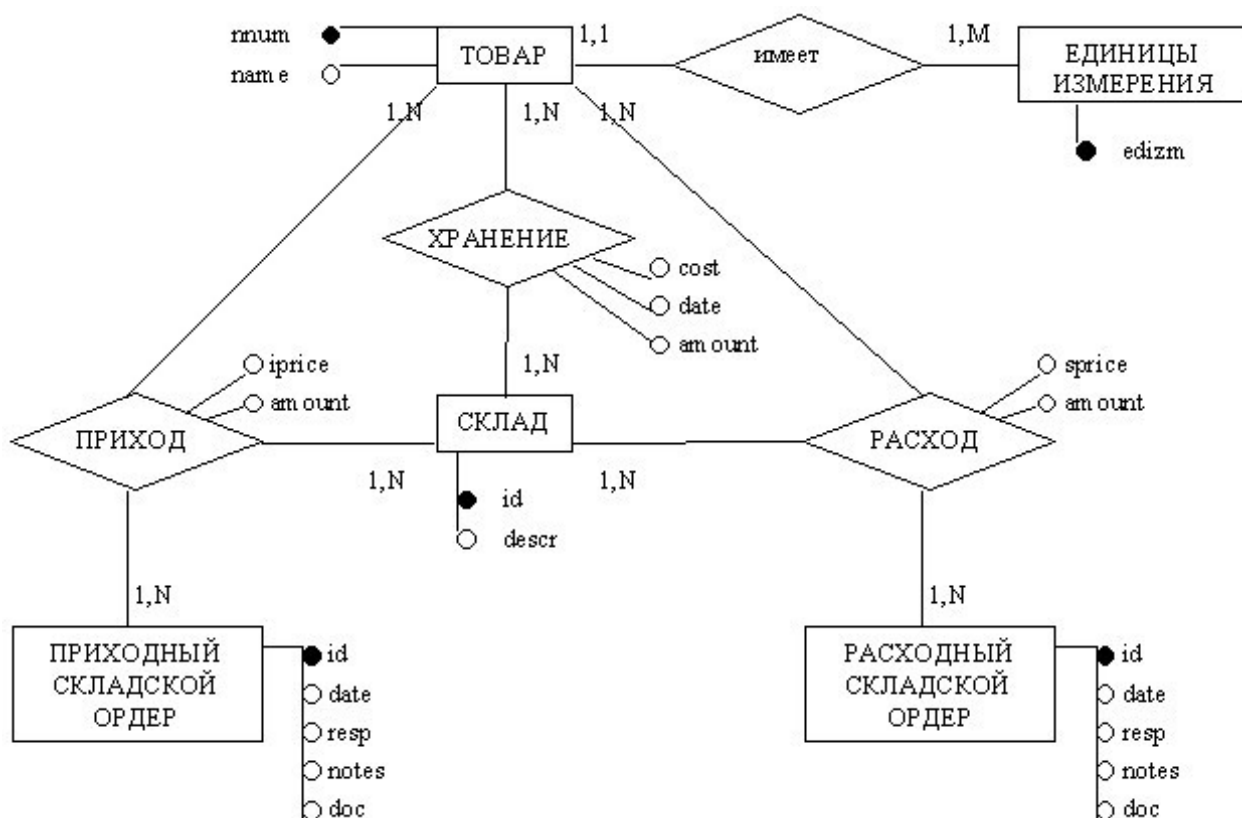 nnum
name
ТОВАР
1,1
имеет
1,M
ЕДИНИЦЫ
ИЗМЕРЕНИЯ
edizm
1,N
1,N
1,N
ХРАНЕНИЕ
cost
date
amount
1,N
iprice
amount
ПРИХОД
СКЛАД
sprice
amount
РАСХОД
1,N
1,N
id
descr
1,N
1,N
ПРИХОДНЫЙ
СКЛАДСКОЙ
ОРДЕР
id
date
resp
notes
doc
РАСХОДНЫЙ
СКЛАДСКОЙ
ОРДЕР
id
date
resp
notes
doc